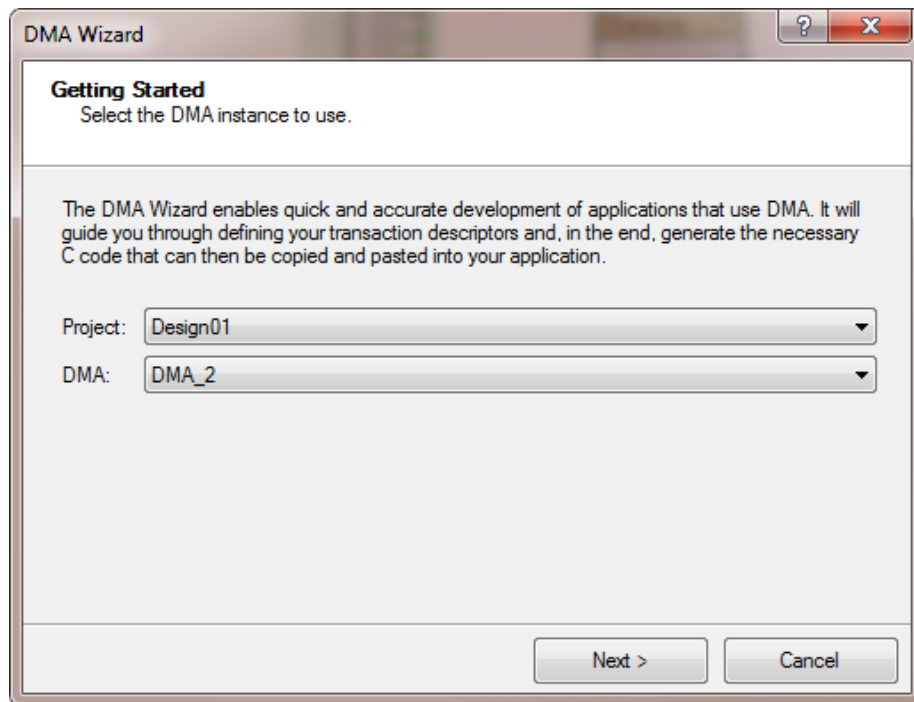 DMA Wizard
Getting Started
Select the DMA instance to use.
The DMA Wizard enables quick and accurate development of applications that use DMA. It will
guide you through defining your transaction descriptors and, in the end, generate the necessary
C code that can then be copied and pasted into your application.
Project: Design01
DMA: DMA_2
Next > Cancel